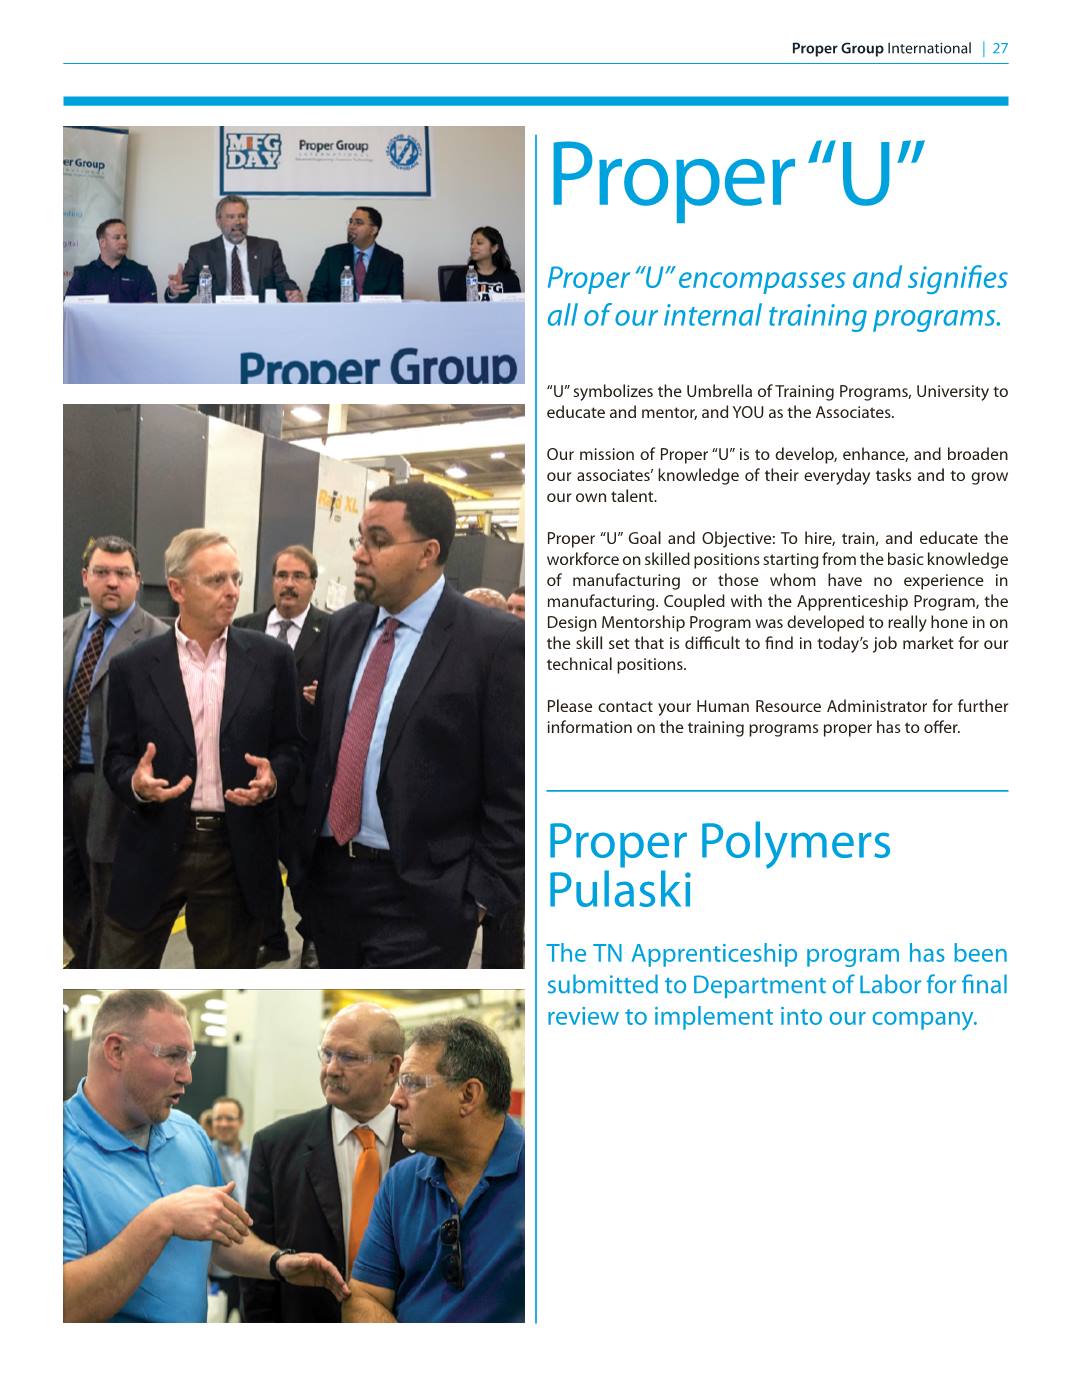 Proper Group International | 27
MFG
DAY
Proper Group
INTERNATIONAL
er Group
Proper Group
Rapid XL
Proper “U”
Proper “U” encompasses and signifies
all of our internal training programs.
“U” symbolizes the Umbrella of Training Programs, University to
educate and mentor, and YOU as the Associates.
Our mission of Proper “U” is to develop, enhance, and broaden
our associates’ knowledge of their everyday tasks and to grow
our own talent.
Proper “U” Goal and Objective: To hire, train, and educate the
workforce on skilled positions starting from the basic knowledge
of manufacturing or those whom have no experience in
manufacturing. Coupled with the Apprenticeship Program, the
Design Mentorship Program was developed to really hone in on
the skill set that is difficult to find in today’s job market for our
technical positions.
Please contact your Human Resource Administrator for further
information on the training programs proper has to offer.
Proper Polymers
Pulaski
The TN Apprenticeship program has been
submitted to Department of Labor for final
review to implement into our company.